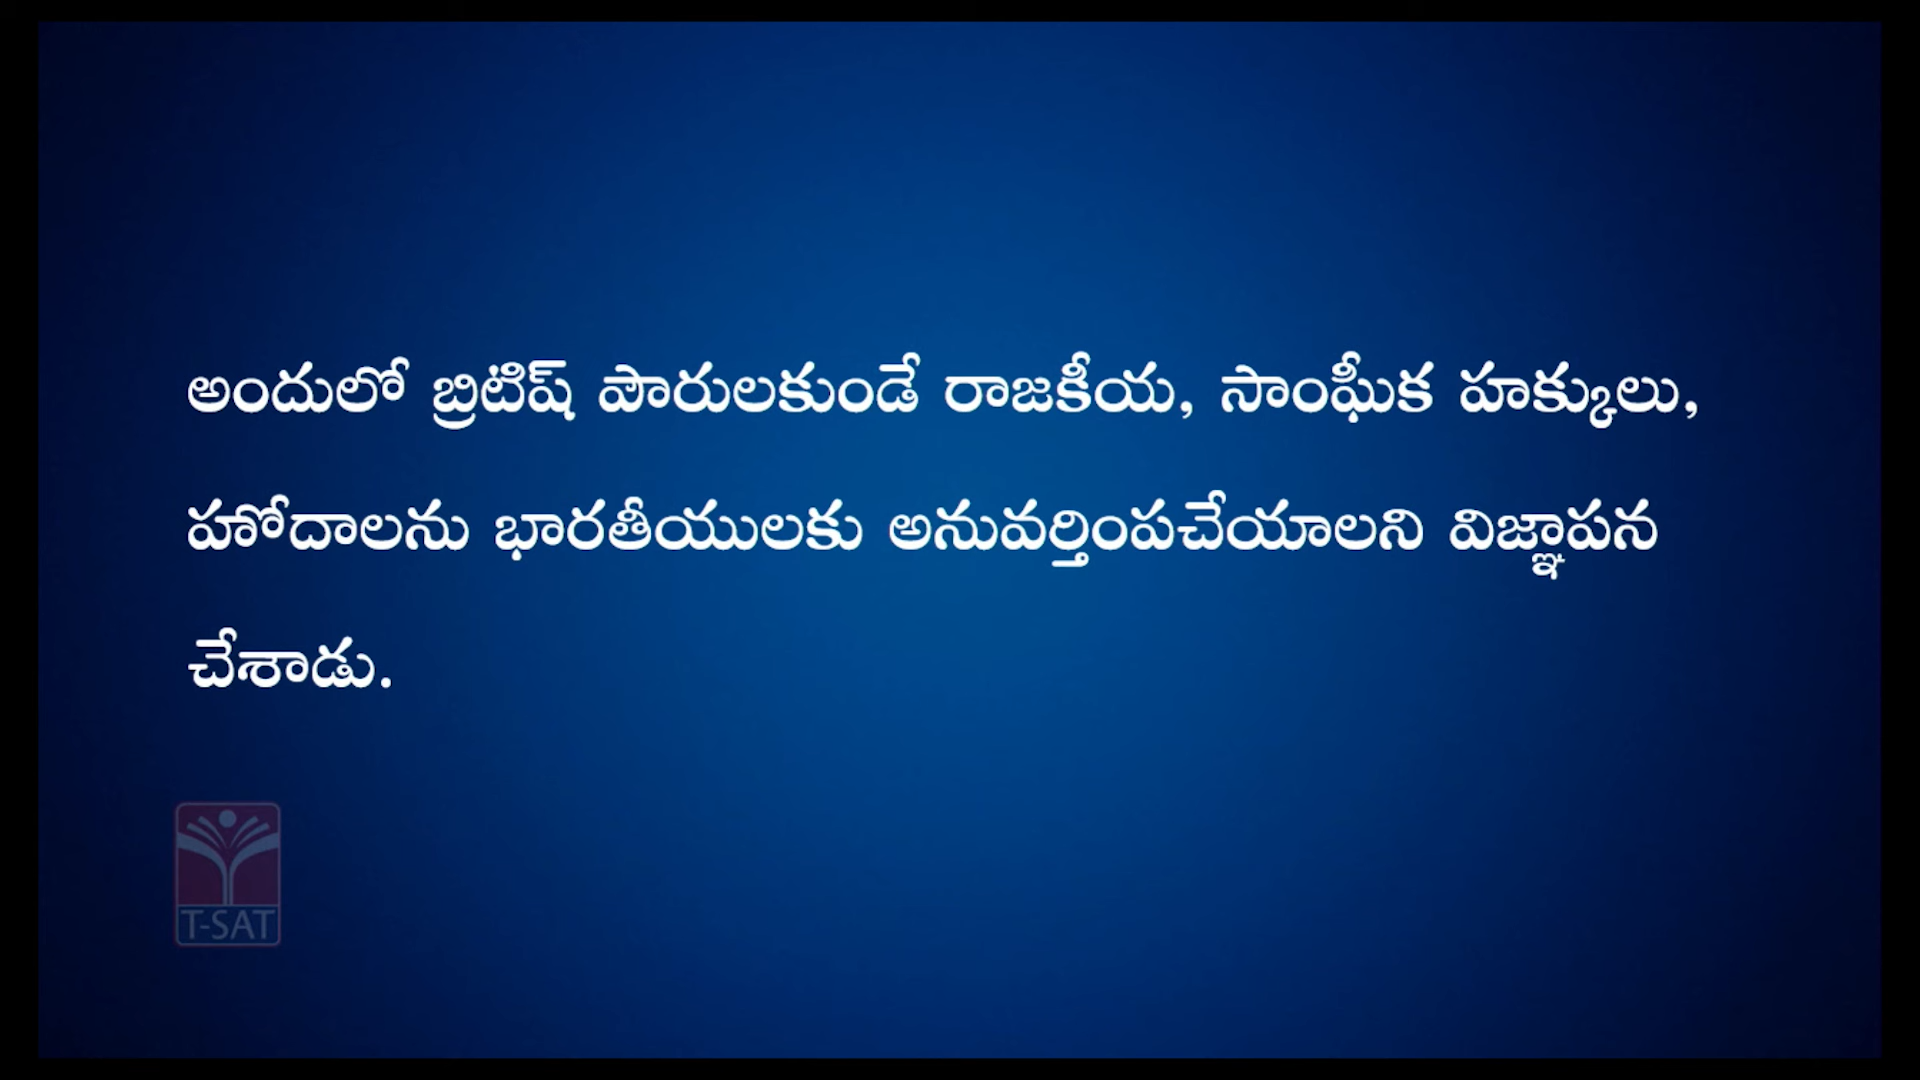 అందులో బ్రిటిష్ పౌరులకుండే రాజకీయ, సాంఘీక హక్కులు,
హోదాలను భారతీయులకు అనువర్తింపచేయాలని విజ్ఞాపన
చేశాడు.
T-SAT